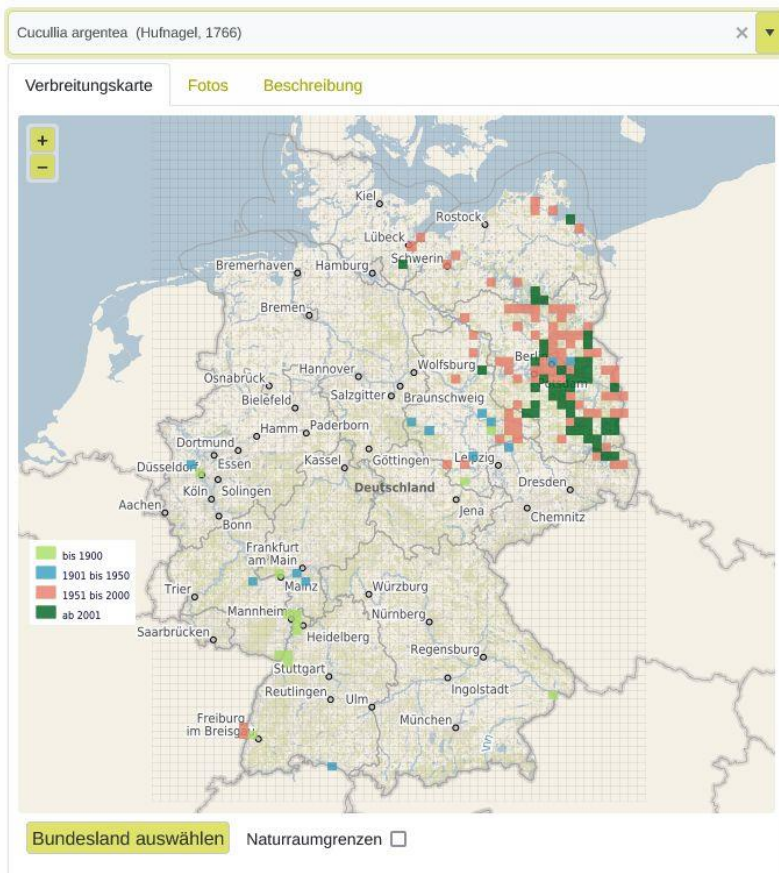 Cucullia argentea (Hufnagel, 1766)
Verbreitungskarte Fotos Beschreibung
+
−
Kiel
Rostock
Lübeck
Schwerin
Bremerhaven Hamburg
Bremen
Hannover Wolfsburg
Osnabrück Salzgitter Braunschweig
Bielefeld
Hamm Paderborn
Dortmund
Düsseldorf Essen Kassel Göttingen Leipzig
Köln Solingen Deutschland Dresden
Aachen Jena Chemnitz
Bonn
bis 1900
1901 bis 1950
1951 bis 2000
ab 2001
Frankfurt
am Main
Trier Mainz Würzburg
Mannheim Nürnberg
Saarbrücken Heidelberg
Regensburg
Stuttgart
Reutlingen Ulm Ingolstadt
Freiburg München
im Breisg
Bundesland auswählen Naturraumgrenzen